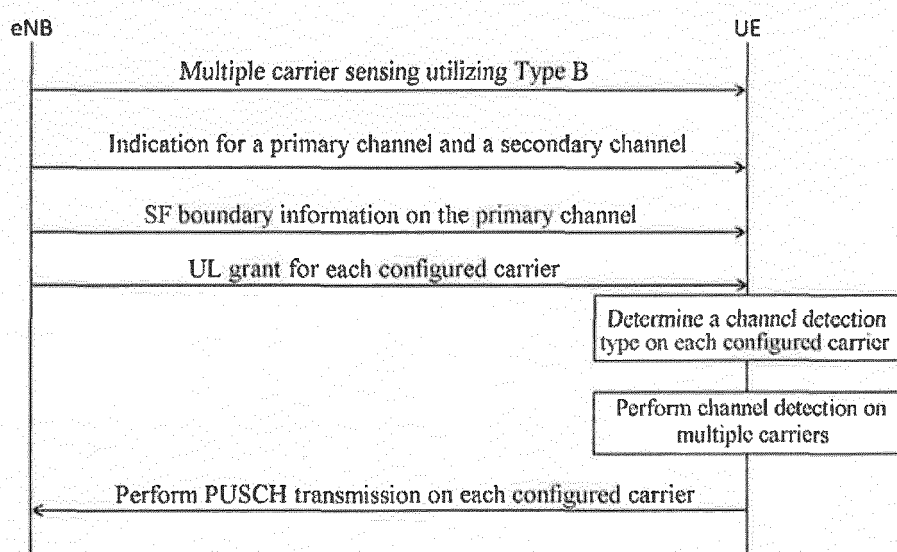 eNB
UE
Multiple carrier sensing utilizing Type B
Indication for a primary channel and a secondary channel
SF boundary information on the primary channel
UL grant for each configured carrier
Determine a channel detection
type on each configured carrier
Perform channel detection on
multiple carriers
Perform PUSCH transmission on each configured carrier